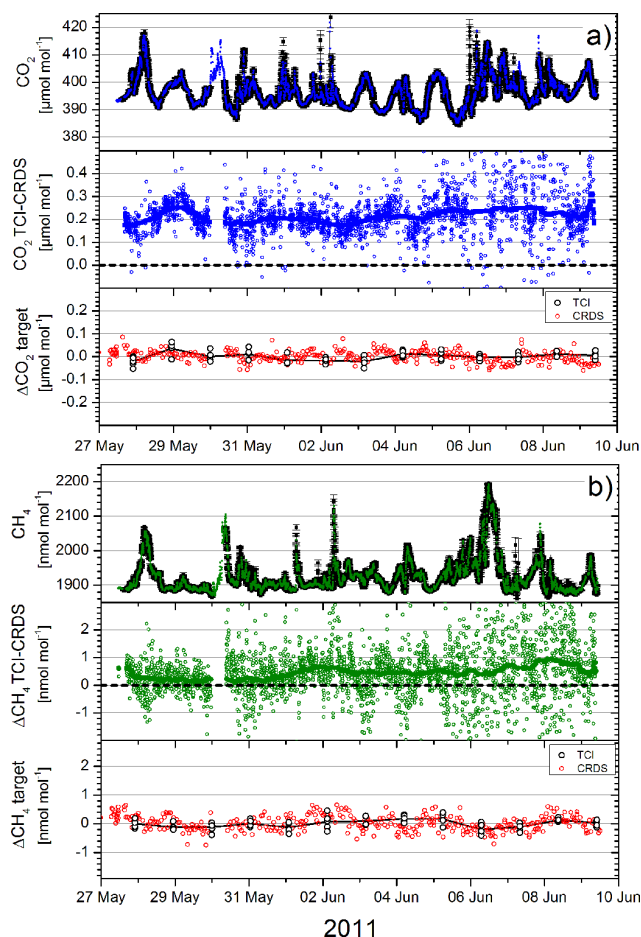 a)
CO2
[µmol mol-1]
420
410
400
390
380
CO2 TCI-CRDS
[µmol mol-1]
0.4
0.3
0.2
0.1
0.0
ΔCO2 target
[µmol mol-1]
0.2
0.1
0.0
-0.1
-0.2
TCI
CRDS
27 May 29 May 31 May 02 Jun 04 Jun 06 Jun 08 Jun 10 Jun
b)
CH4
[nmol mol-1]
2200
2100
2000
1900
ΔCH4 TCI-CRDS
[nmol mol-1]
2
1
0
-1
ΔCH4 target
[nmol mol-1]
2
1
0
-1
TCI
CRDS
27 May 29 May 31 May 02 Jun 04 Jun 06 Jun 08 Jun 10 Jun
2011